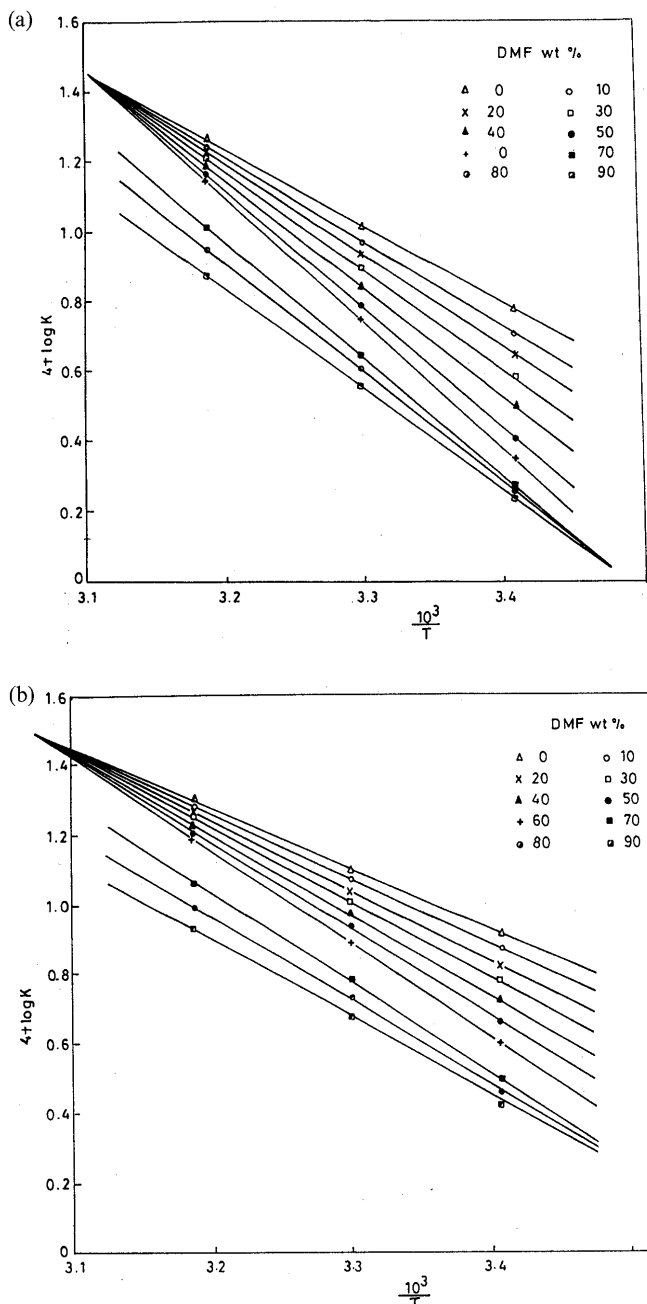 (a)
1.6
1.4
1.2
1.0
0.8
0.6
0.4
0.2
0
4+logK
DMF wt %
△ 0 ○ 10
x 20 □ 30
▲ 40 ● 50
+ 0 ■ 70
80 90
3.1 3.2 3.3 3.4
10³
T
(b)
1.6
1.4
1.2
1.0
0.8
0.6
0.4
0.2
0
4+logK
DMF wt %
△ 0 ○ 10
x 20 □ 30
▲ 40 ● 50
+ 60 ■ 70
80 90
3.1 3.2 3.3 3.4
10³
T